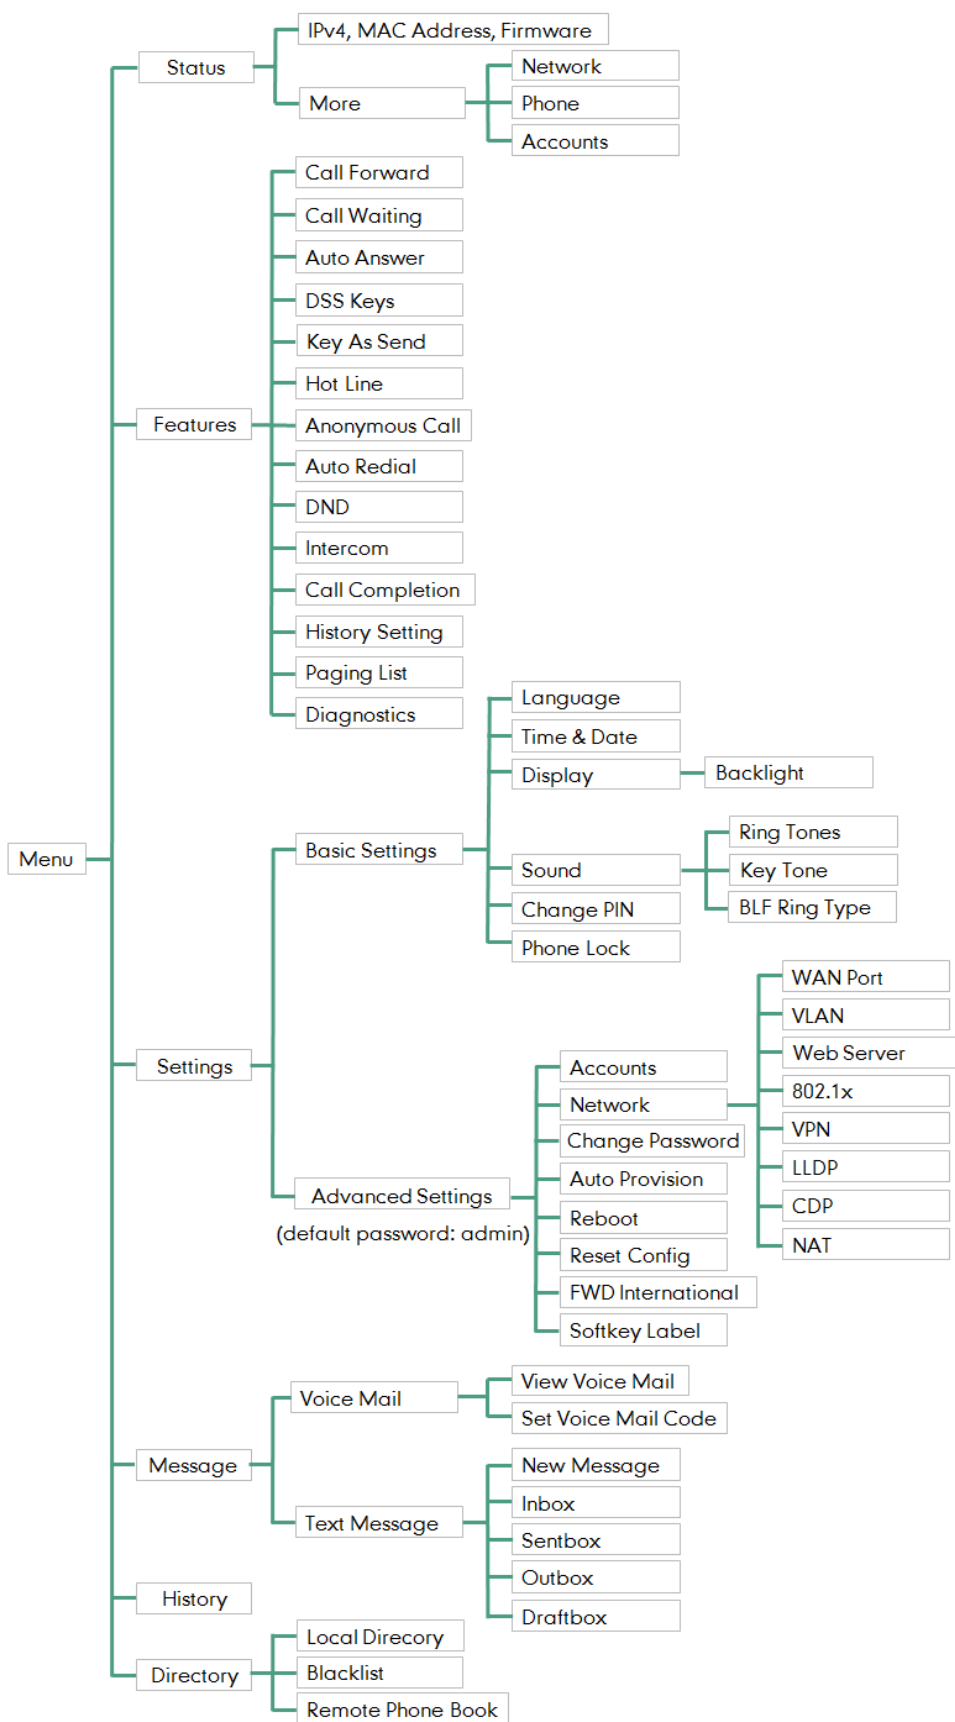 IPv4, MAC Address, Firmware
Status
Network
More
Phone
Accounts
Call Forward
Call Waiting
Auto Answer
DSS Keys
Key As Send
Hot Line
Features
Anonymous Call
Auto Redial
DND
Intercom
Call Completion
History Setting
Paging List
Diagnostics
Language
Time & Date
Display
Backlight
Menu
Basic Settings
Ring Tones
Sound
Key Tone
Change PIN
BLF Ring Type
Phone Lock
WAN Port
VLAN
Web Server
Settings
Accounts
802.1x
Network
VPN
Change Password
LLDP
Auto Provision
Advanced Settings
CDP
Reboot
(default password: admin)
NAT
Reset Config
FWD International
Softkey Label
View Voice Mail
Voice Mail
Set Voice Mail Code
Message
New Message
Inbox
Text Message
Sentbox
Outbox
Draftbox
History
Local Direcory
Directory
Blacklist
Remote Phone Book